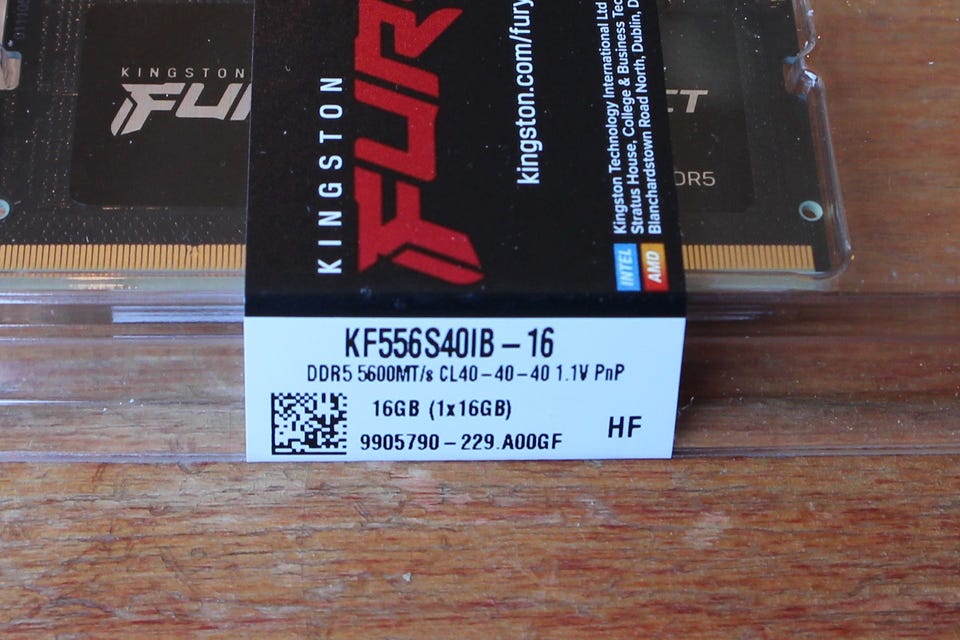 KINGSTON
FUR
KINGSTON
FUR
kingston.com/fury
Kingston Technology International Ltd
Stratus House, College & Business Tec
Blanchardstown Road North, Dublin, D
INTEL
AMD
CT
DR5
KF556S40IB-16
DDR5 5600MT/s CL40-40-40 1.1V PnP
16GB (1x16GB)
9905790-229.A00GF
HF